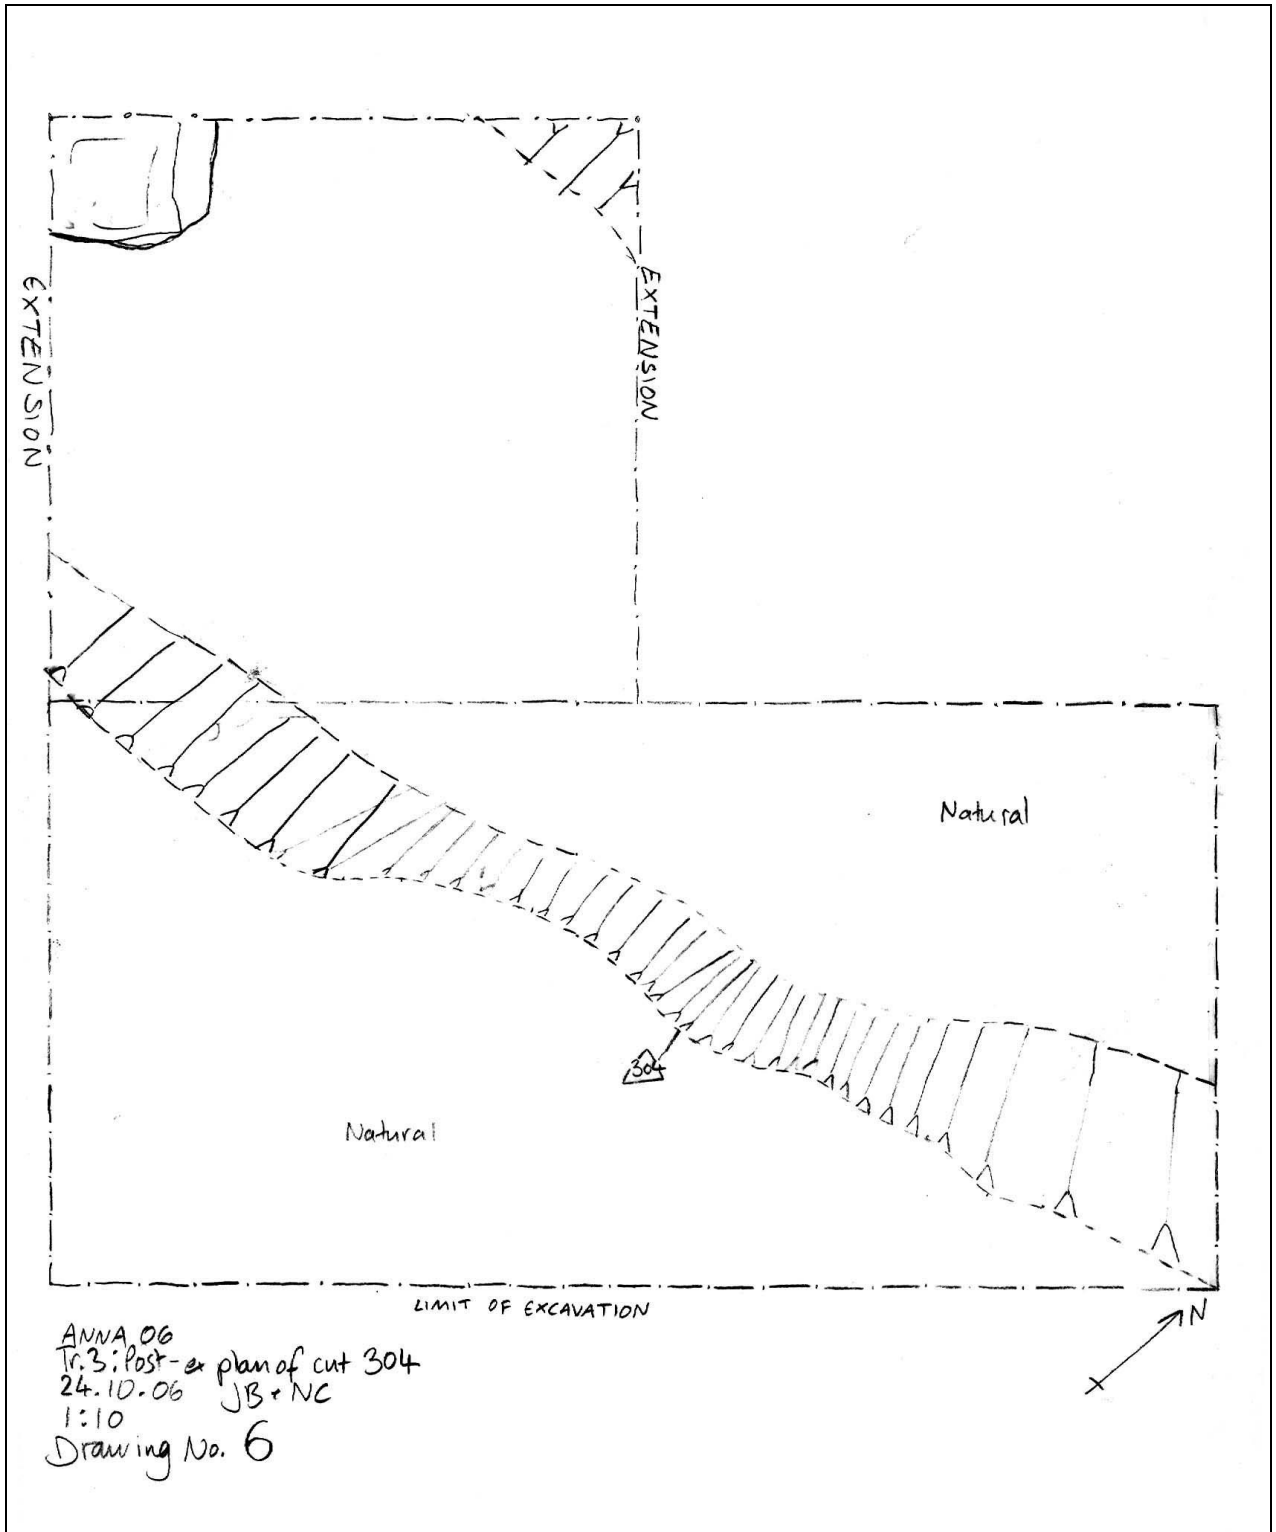 EXTENSION
EXTENSION
Natural
304
Natural
LIMIT OF EXCAVATION
N
ANNA 06
Tr.3: Post-ex plan of cut 304
24.10.06 JB + NC
1:10
Drawing No. 6